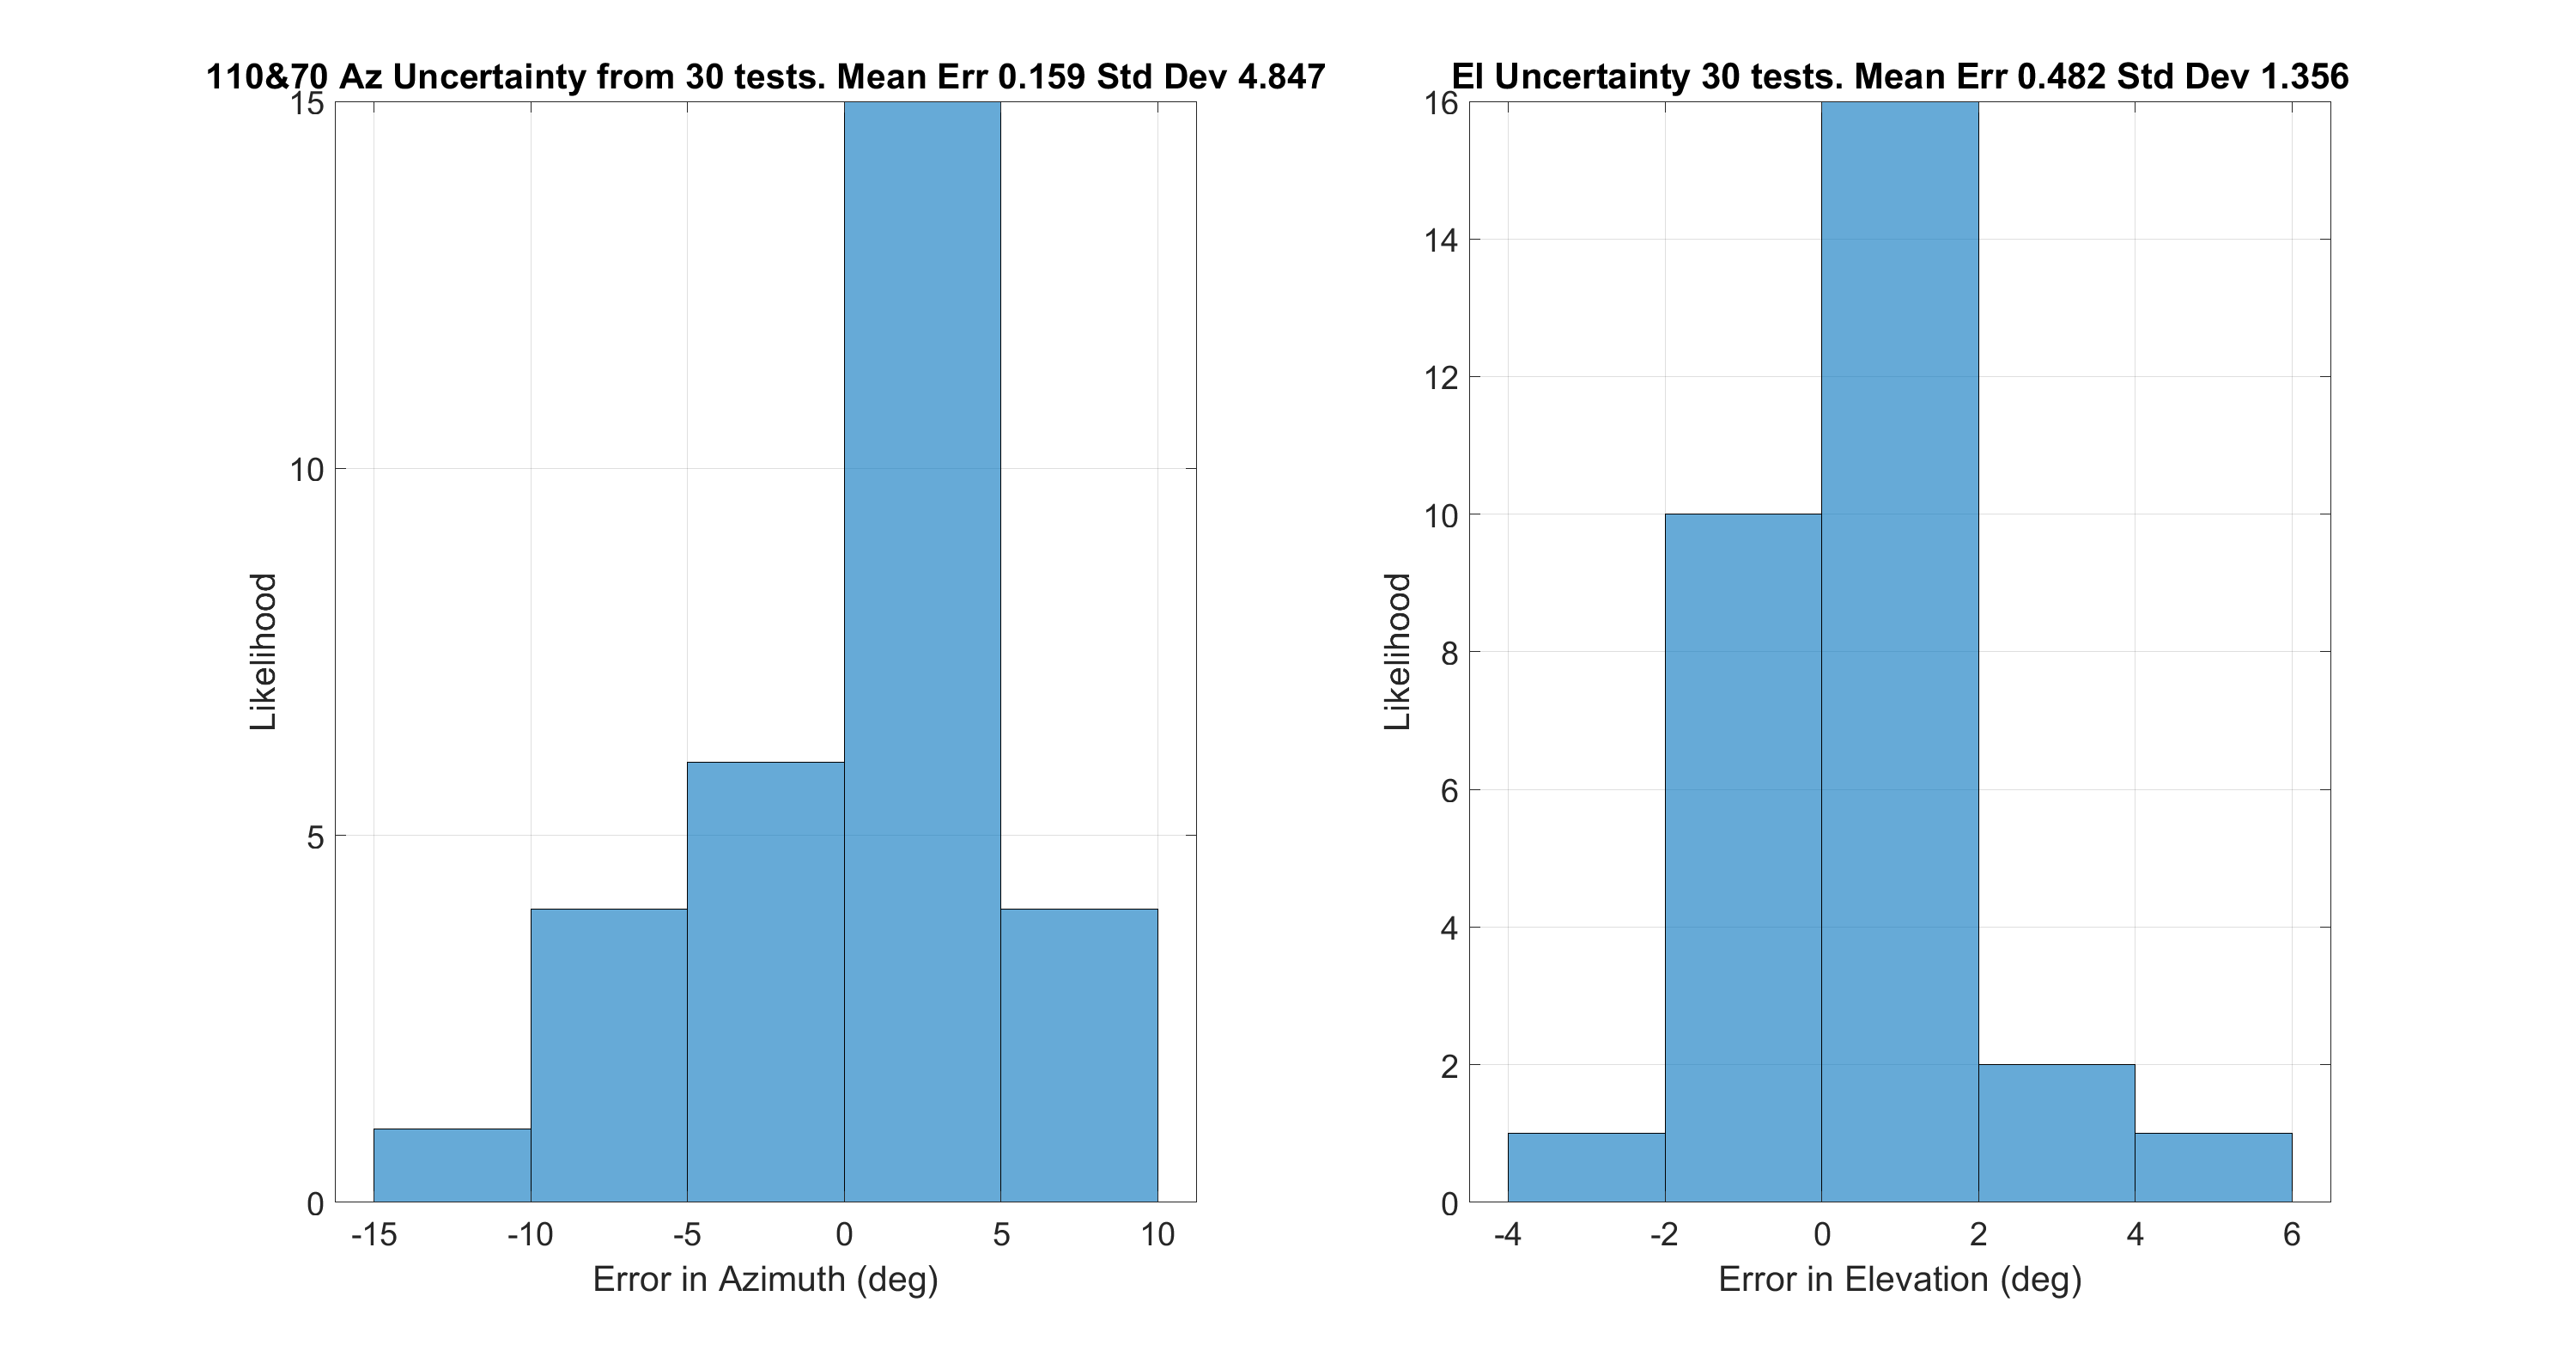 110&70 Az Uncertainty from 30 tests. Mean Err 0.159 Std Dev 4.847
15
10
5
0
Likelihood
-15 -10 -5 0 5 10
Error in Azimuth (deg)
El Uncertainty 30 tests. Mean Err 0.482 Std Dev 1.356
16
14
12
10
8
6
4
2
0
Likelihood
-4 -2 0 2 4 6
Error in Elevation (deg)